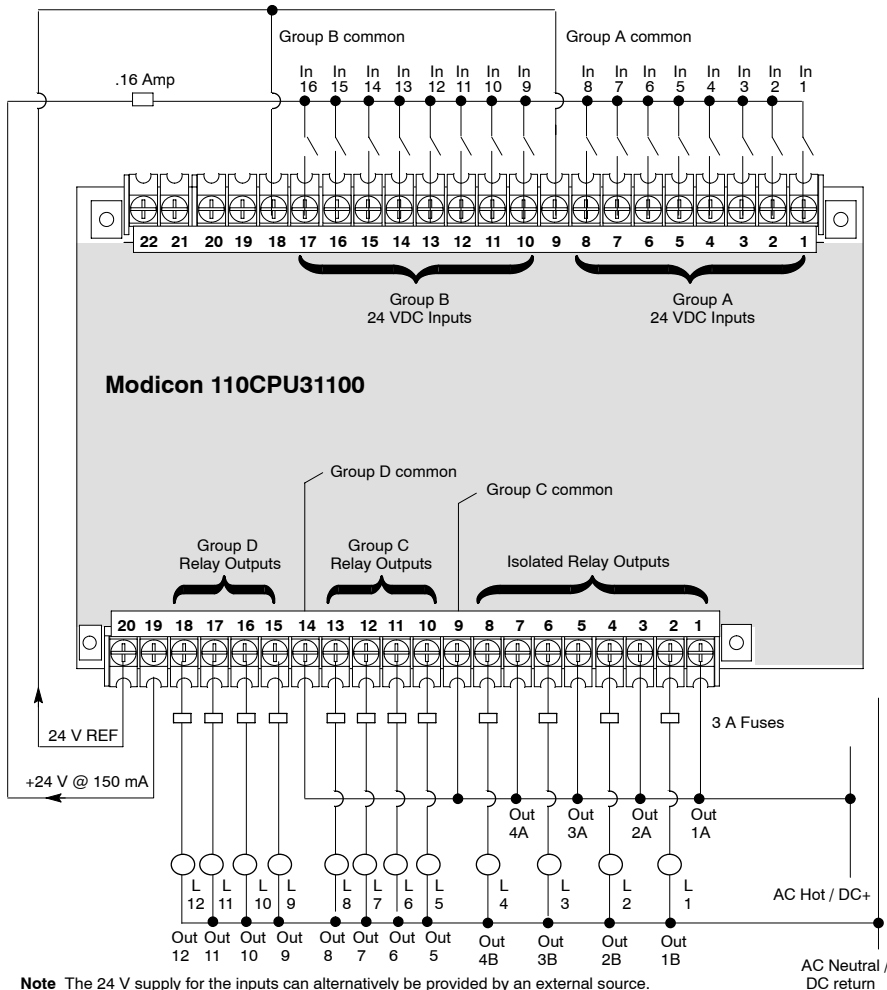 Group B common
Group A common
.16 Amp
In 16 In 15 In 14 In 13 In 12 In 11 In 10 In 9 In 8 In 7 In 6 In 5 In 4 In 3 In 2 In 1
22 21 20 19 18 17 16 15 14 13 12 11 10 9 8 7 6 5 4 3 2 1
Group B
24 VDC Inputs
Group A
24 VDC Inputs
Modicon 110CPU31100
Group D common
Group C common
Group D
Relay Outputs
Group C
Relay Outputs
Isolated Relay Outputs
20 19 18 17 16 15 14 13 12 11 10 9 8 7 6 5 4 3 2 1
3 A Fuses
24 V REF
+24 V @ 150 mA
Out 4A Out 3A Out 2A Out 1A
L 12 L 11 L 10 L 9 L 8 L 7 L 6 L 5 L 4 L 3 L 2 L 1
AC Hot / DC+
Out 12 Out 11 Out 10 Out 9 Out 8 Out 7 Out 6 Out 5 Out 4B Out 3B Out 2B Out 1B
AC Neutral /
DC return
Note The 24 V supply for the inputs can alternatively be provided by an external source.